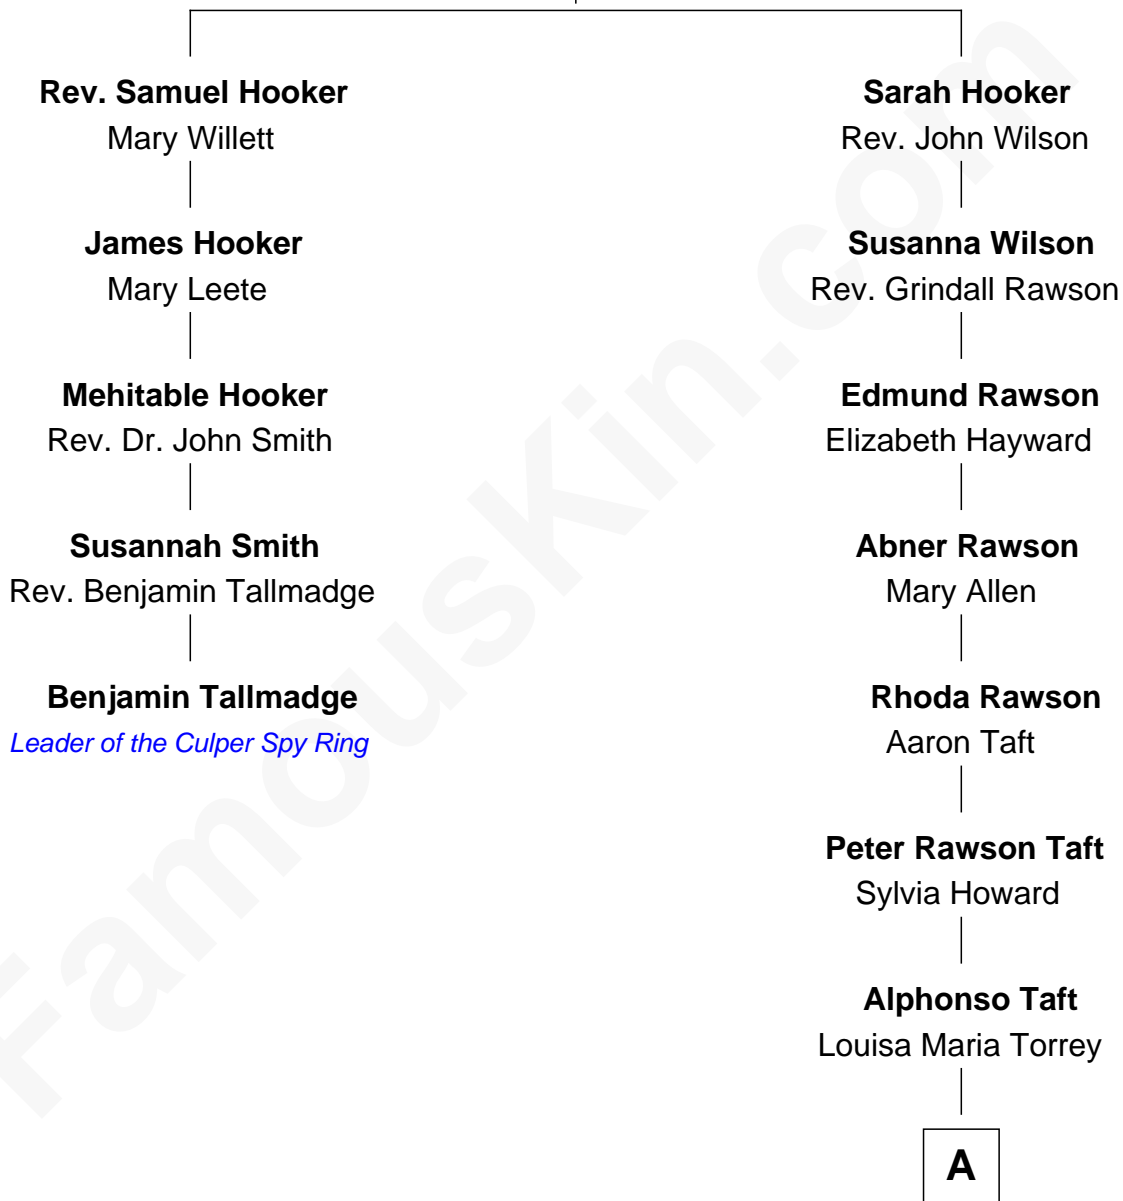 Rev. Samuel Hooker
Mary Willett
James Hooker
Mary Leete
Mehitable Hooker
Rev. Dr. John Smith
Susannah Smith
Rev. Benjamin Tallmadge
Benjamin Tallmadge
Leader of the Culper Spy Ring
Sarah Hooker
Rev. John Wilson
Susanna Wilson
Rev. Grindall Rawson
Edmund Rawson
Elizabeth Hayward
Abner Rawson
Mary Allen
Rhoda Rawson
Aaron Taft
Peter Rawson Taft
Sylvia Howard
Alphonso Taft
Louisa Maria Torrey
A
FamousKin.com